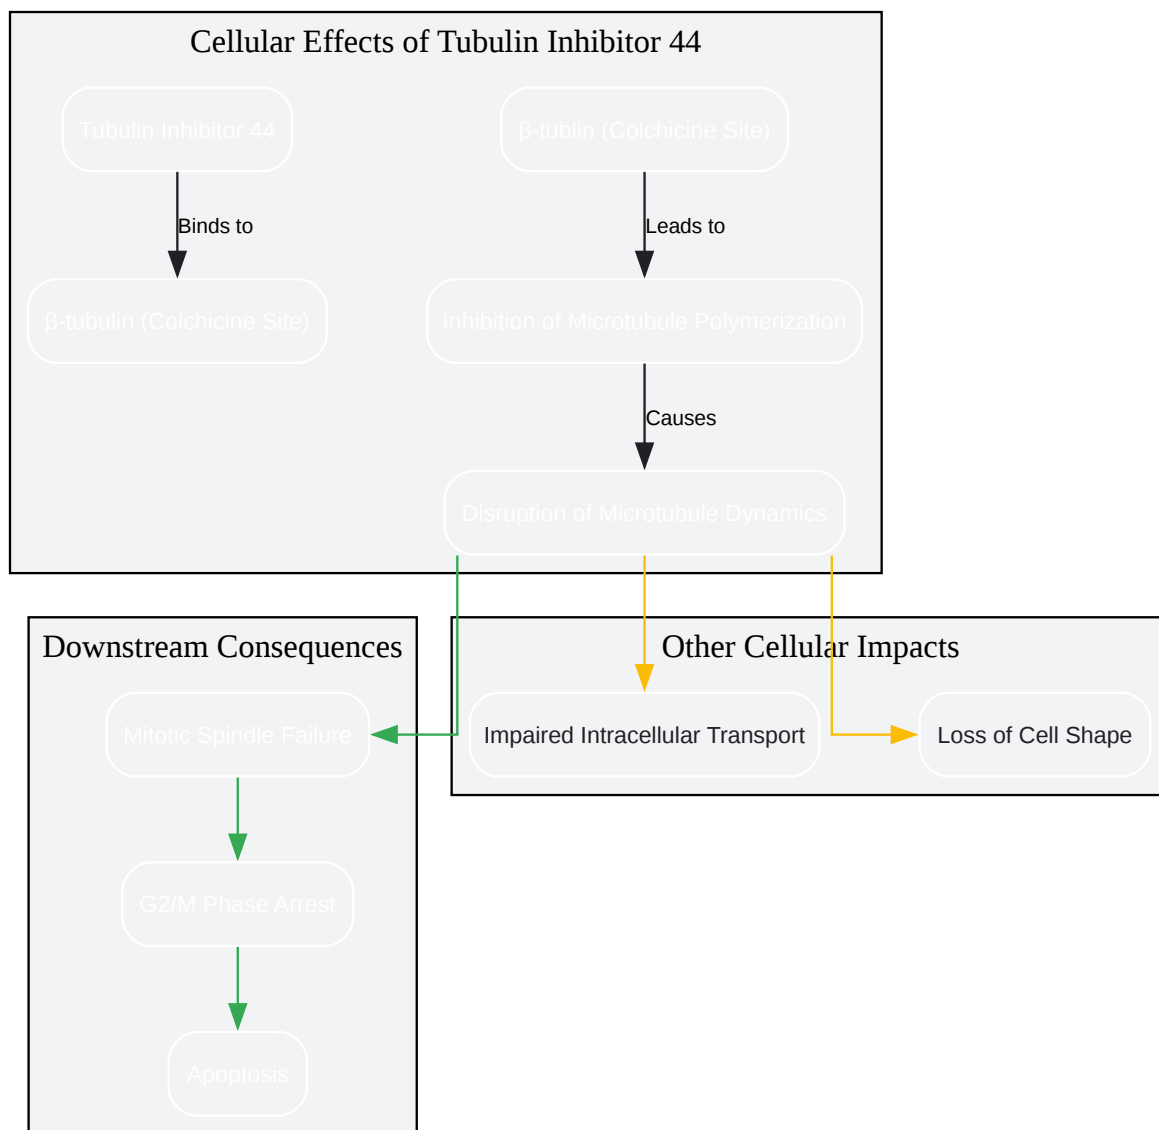 Cellular Effects of Tubulin Inhibitor 44
Tubulin Inhibitor 44
β-tublin (Colchicine Site)
Binds to
Leads to
β-tubulin (Colchicine Site)
Inhibition of Microtubule Polymerization
Causes
Disruption of Microtubule Dynamics
Downstream Consequences
Other Cellular Impacts
Mitotic Spindle Failure
Impaired Intracellular Transport
Loss of Cell Shape
G2/M Phase Arrest
Apoptosis